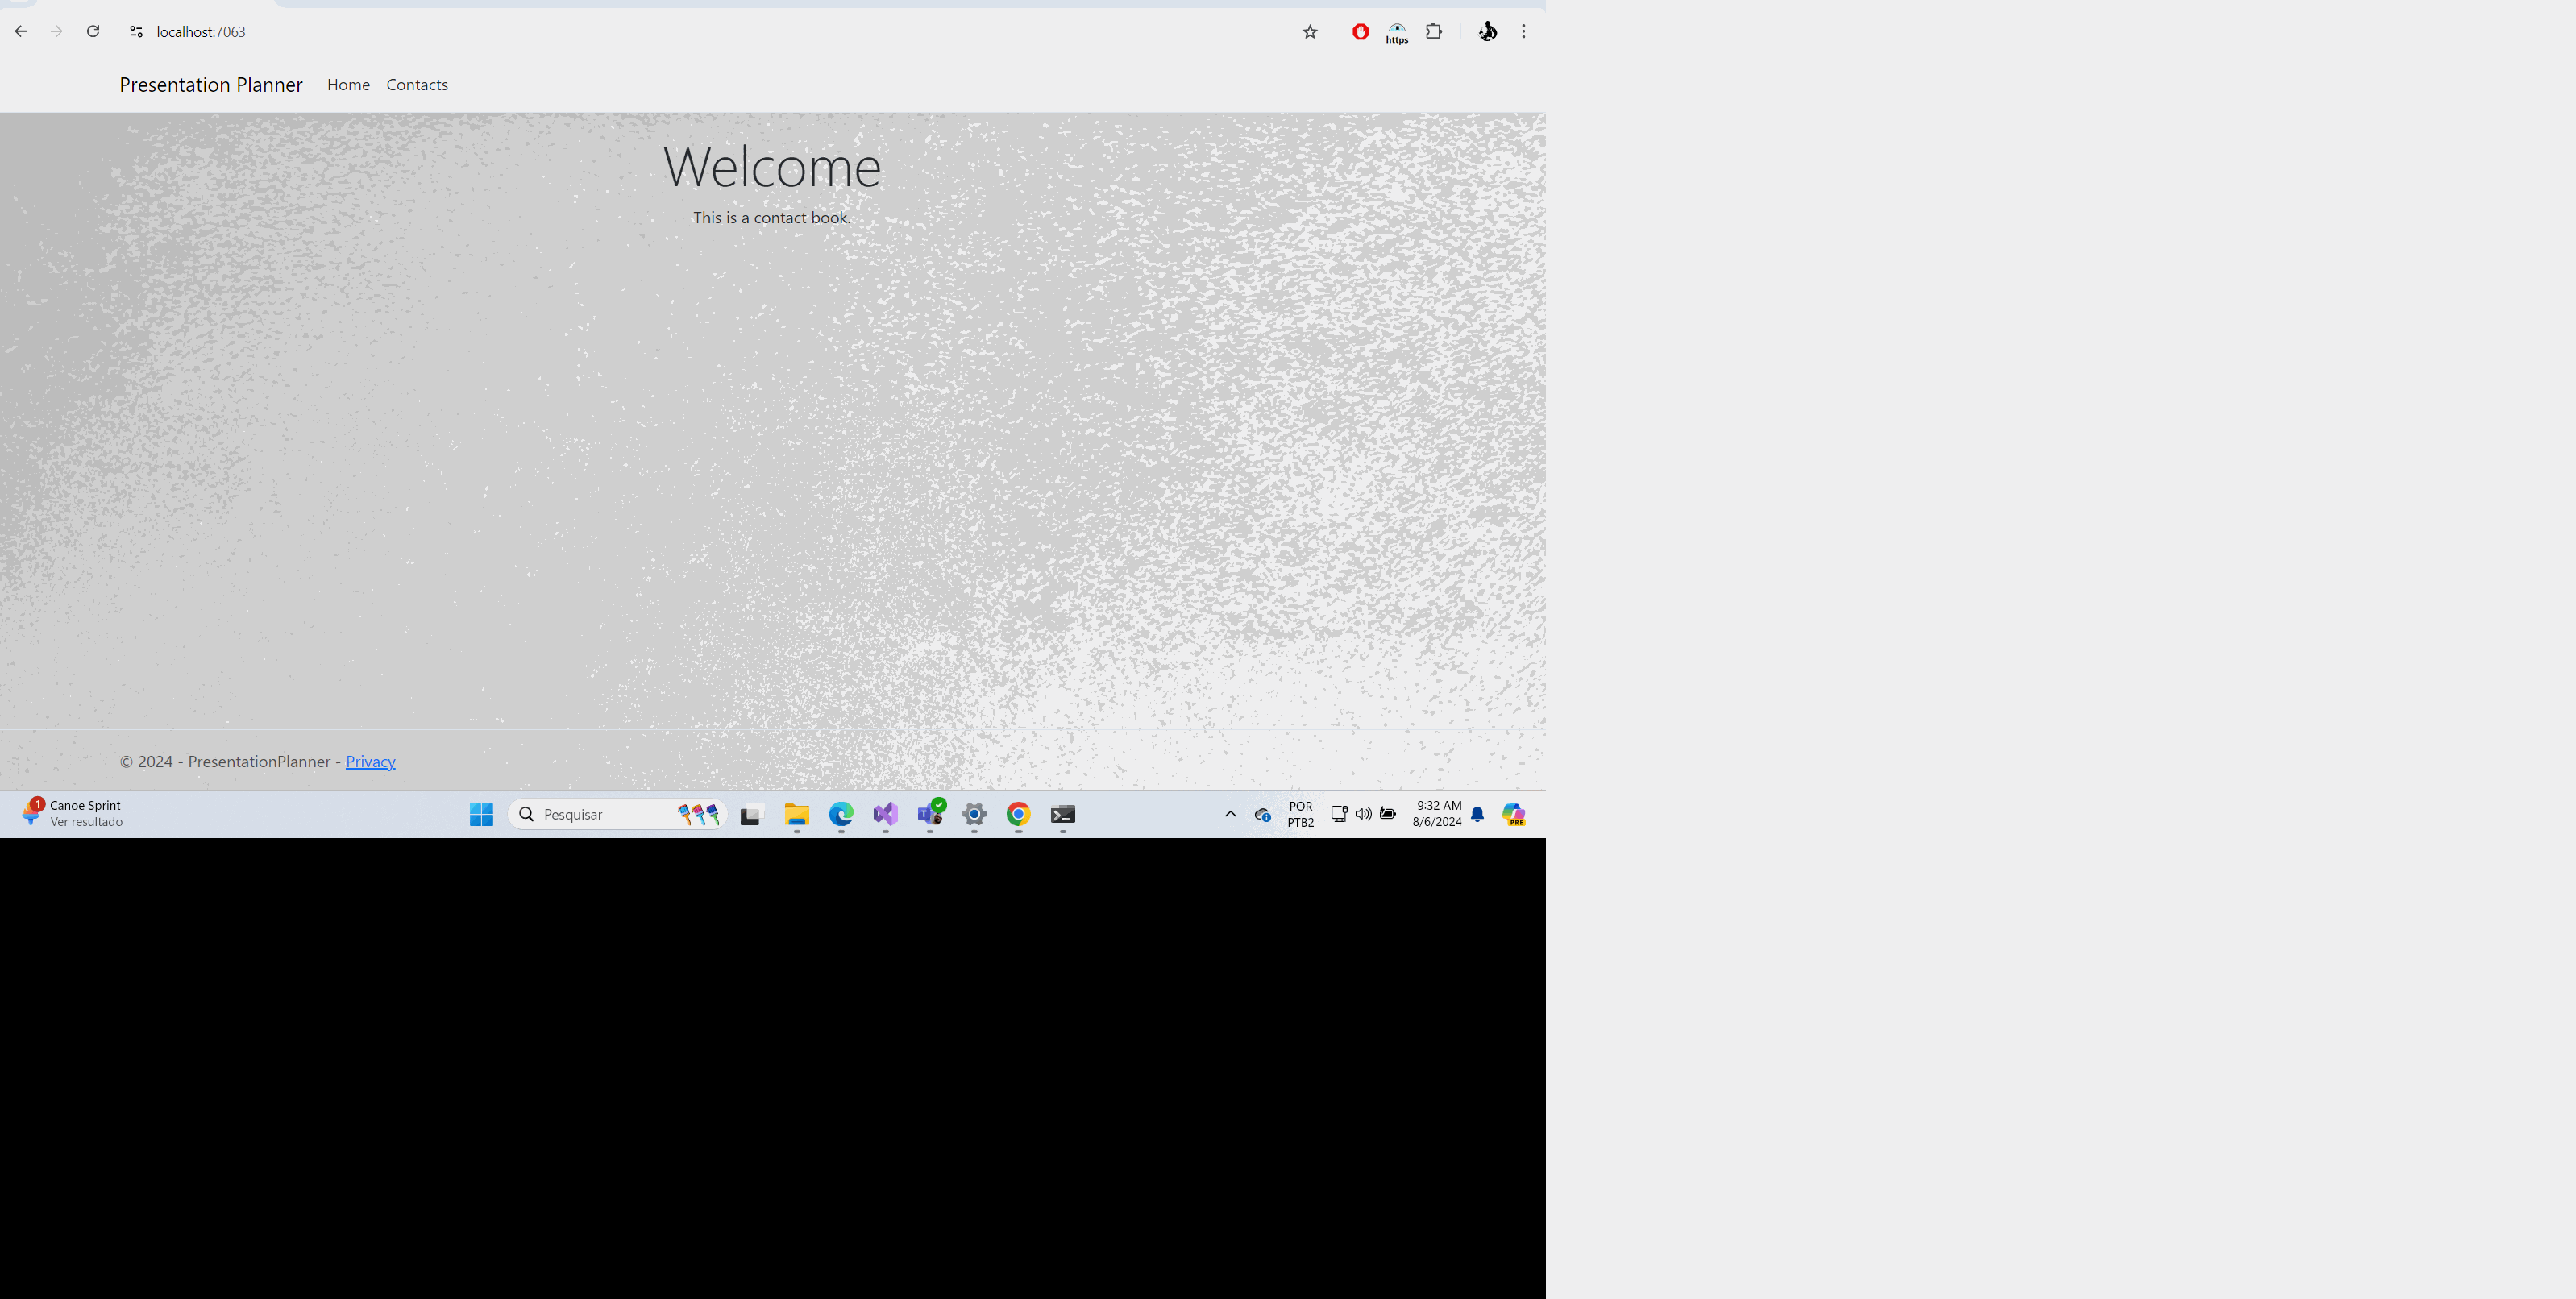 localhost:7063
https
Presentation Planner Home Contacts
Welcome
This is a contact book.
© 2024 - PresentationPlanner - Privacy
1
Canoe Sprint
Ver resultado
Pesquisar
POR
PTB2
9:32 AM
8/6/2024
PRE